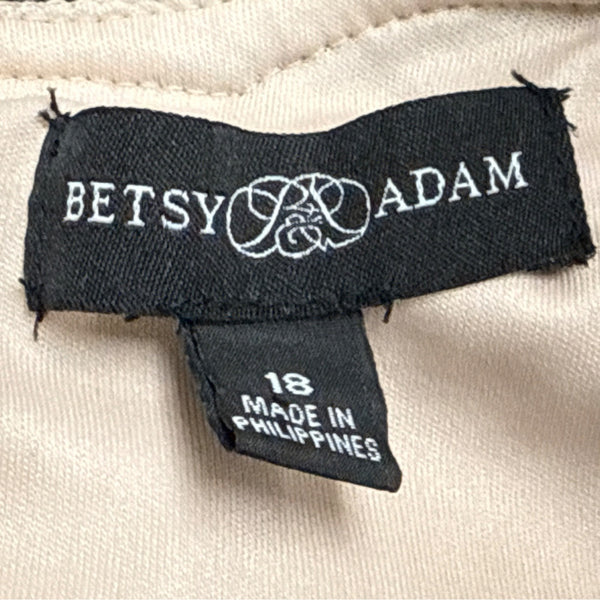 BETSY & ADAM
18
MADE IN
PHILIPPINES